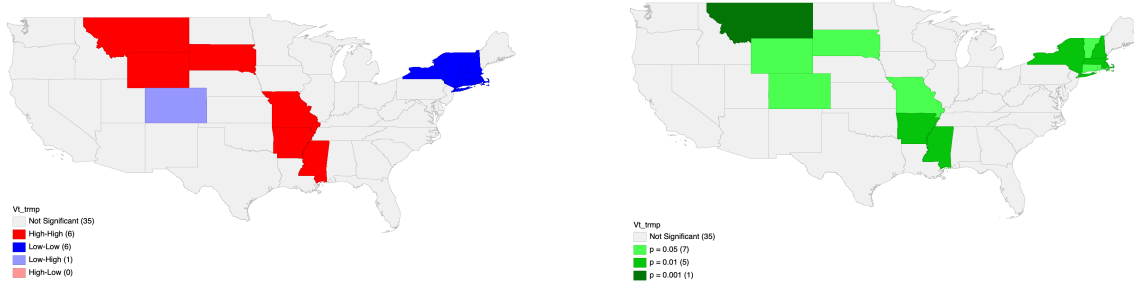 Vt_trmp
Not Significant (35)
High-High (6)
Low-Low (6)
Low-High (1)
High-Low (0)
Vt_trmp
Not Significant (35)
p = 0.05 (7)
p = 0.01 (5)
p = 0.001 (1)